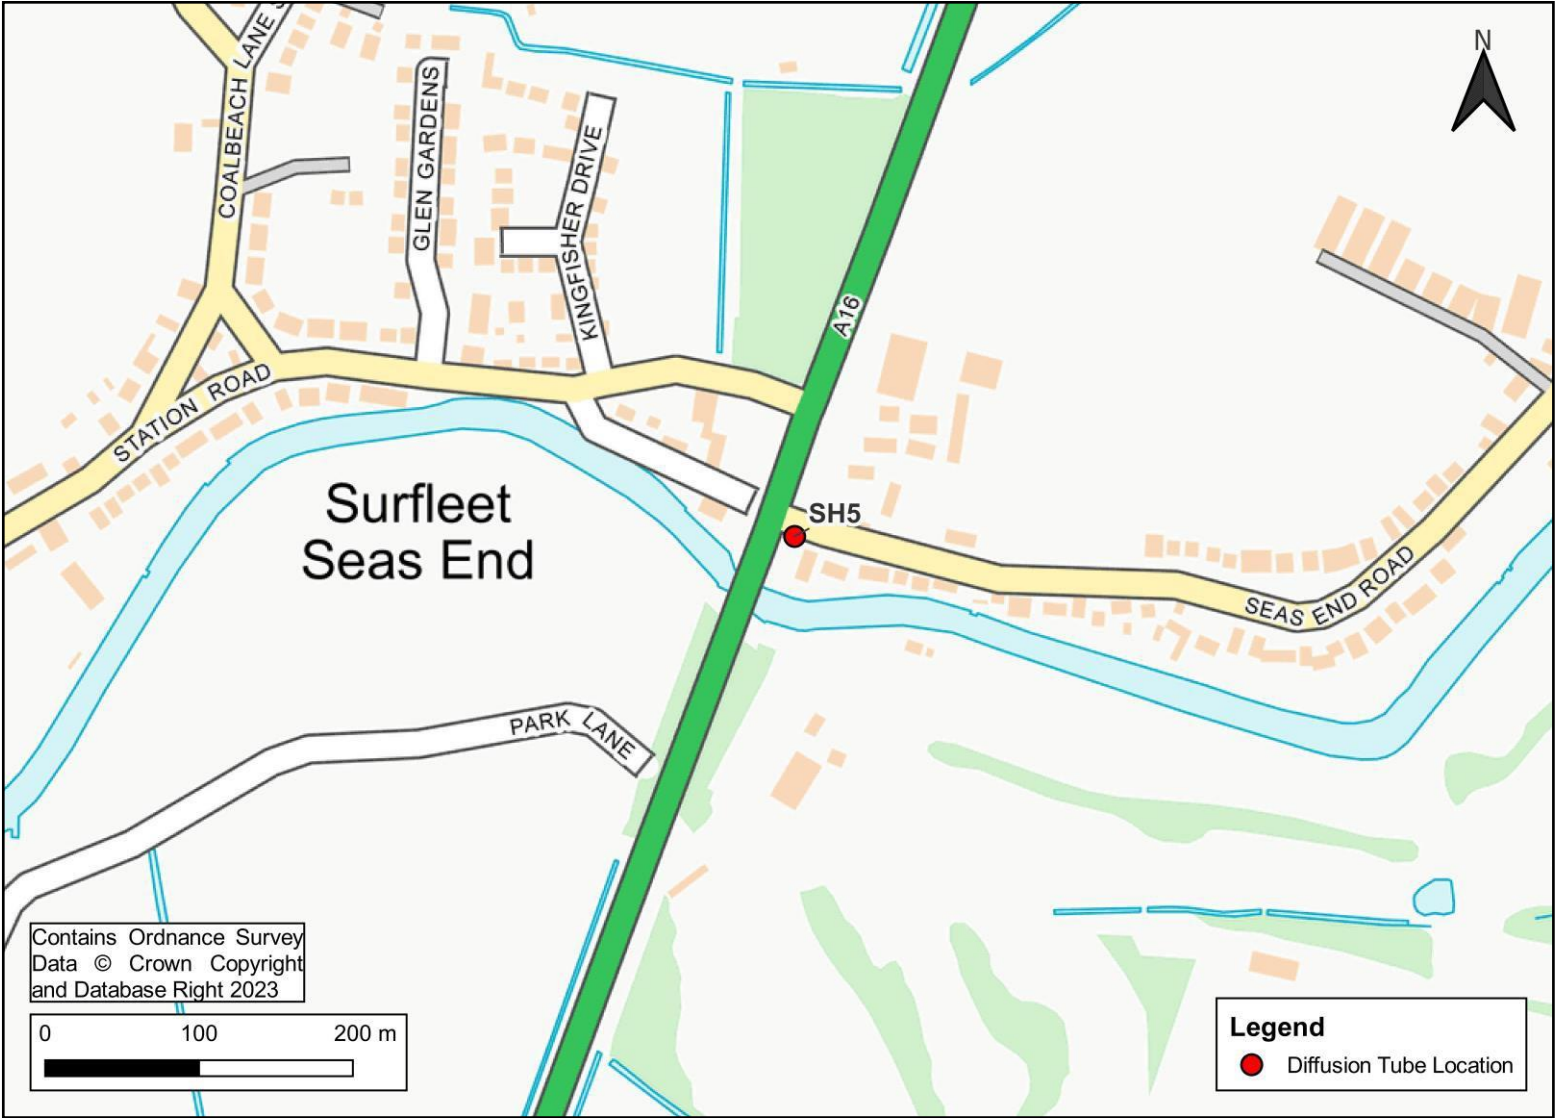 N
COALBEACH LANE S
GLEN GARDENS
KINGFISHER DRIVE
A16
STATION ROAD
Surfleet
Seas End
SH5
SEAS END ROAD
PARK LANE
Contains Ordnance Survey
Data © Crown Copyright
and Database Right 2023
0 100 200 m
Legend
Diffusion Tube Location